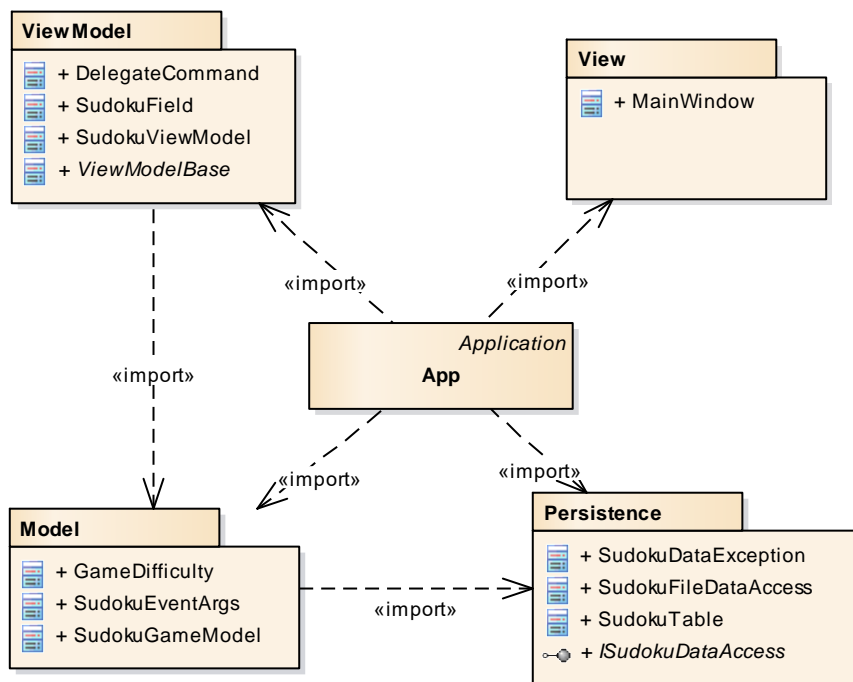 ViewModel
+ DelegateCommand
+ SudokuField
+ SudokuViewModel
+ ViewModelBase
View
+ MainWindow
«import»
«import»
Application
App
«import»
«import»
«import»
Model
+ GameDifficulty
+ SudokuEventArgs
+ SudokuGameModel
«import»
Persistence
+ SudokuDataException
+ SudokuFileDataAccess
+ SudokuTable
+ ISudokuDataAccess